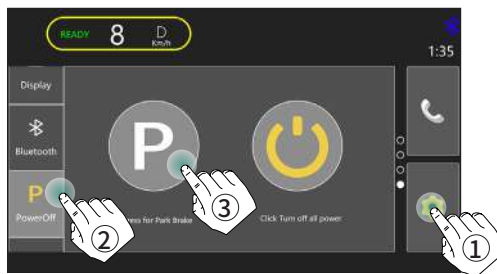 READY 8 D
Km/h
1:35
Display
Bluetooth
P
PowerOff
P
for Park Brake
Click Turn off all power
1
2
3